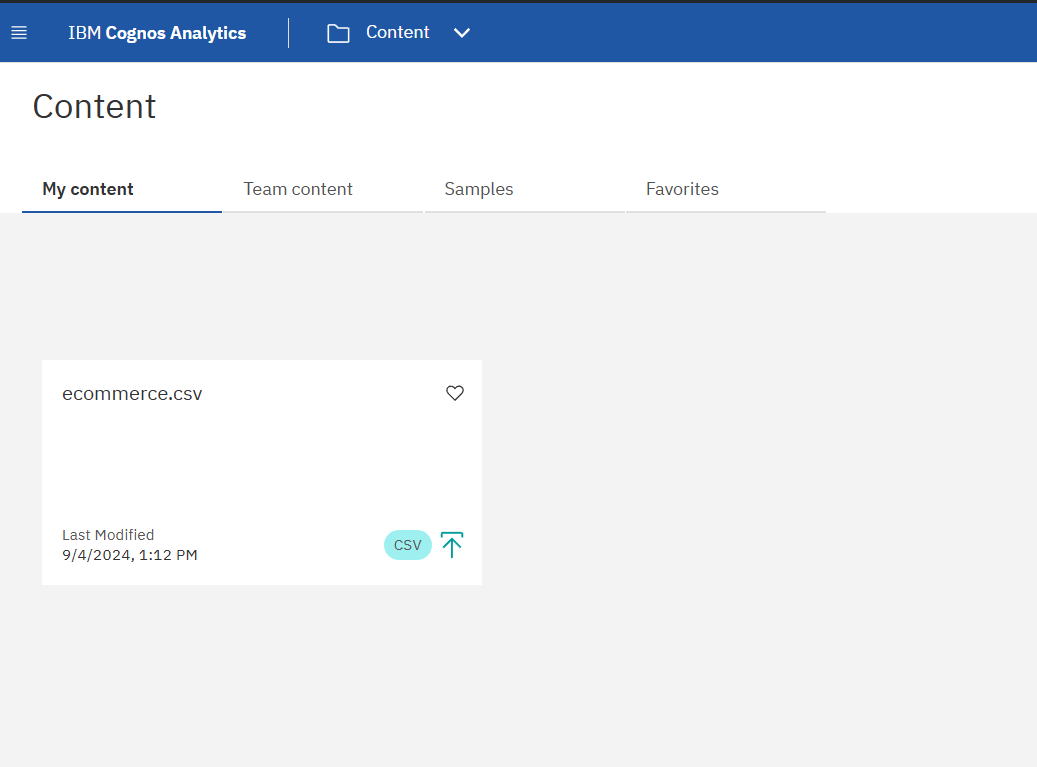 IBM Cognos Analytics Content
Content
My content Team content Samples Favorites
ecommerce.csv
Last Modified
9/4/2024, 1:12 PM
CSV